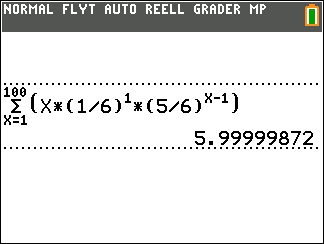 NORMAL FLYT AUTO REELL GRADER MP
100
Σ(X*(1/6)^1*(5/6)^X-1)
X=1
5.99999872